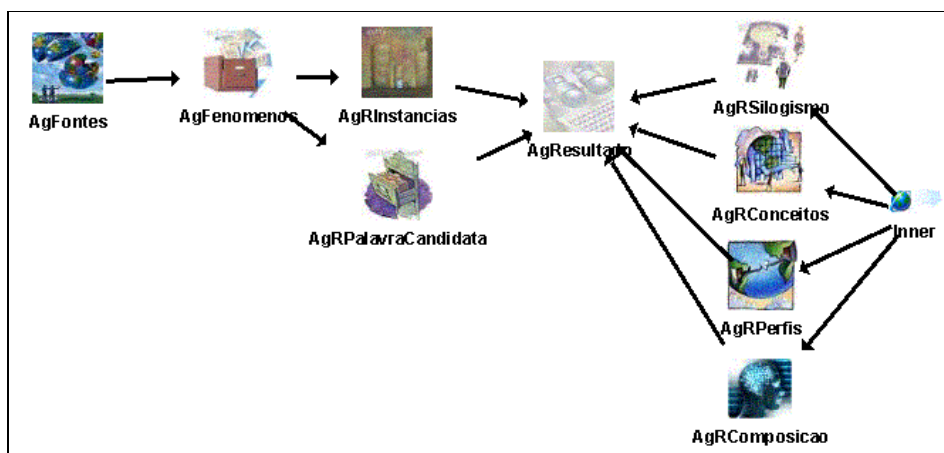 AgFontes
AgFenomenos
AgRInstancias
AgResultado
AgRSilogismo
AgRPalavraCandidata
AgRConceitos
Inner
AgRPerfis
AgRComposicao